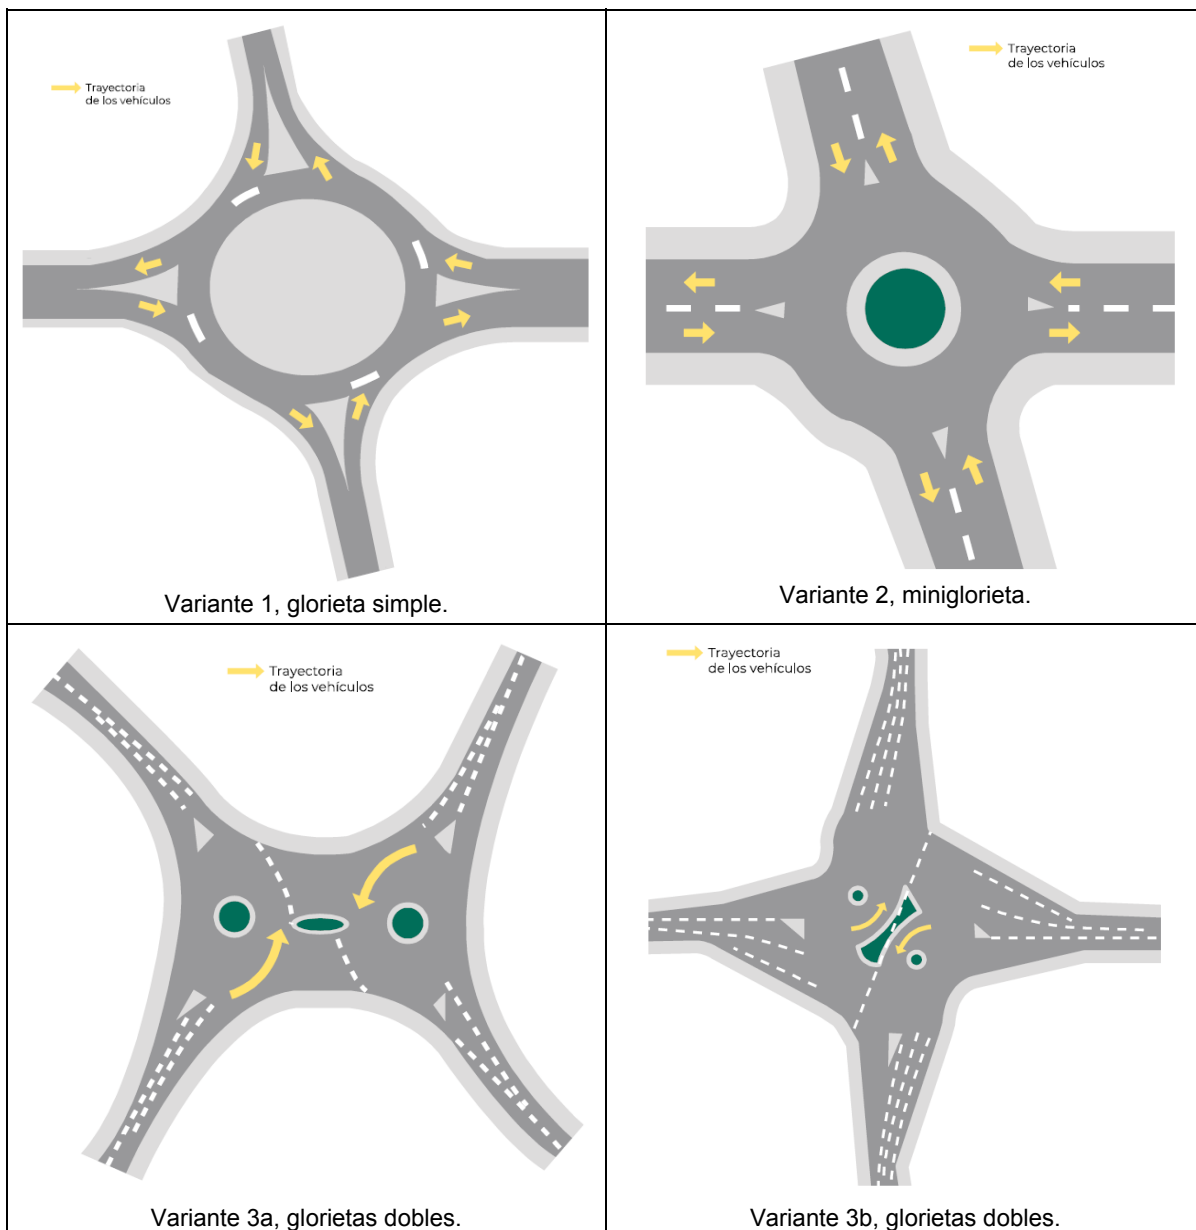 Trayectoria
de los vehículos
Variante 1, glorieta simple.
Trayectoria
de los vehículos
Variante 2, miniglorieta.
Trayectoria
de los vehículos
Variante 3a, glorietas dobles.
Trayectoria
de los vehículos
Variante 3b, glorietas dobles.